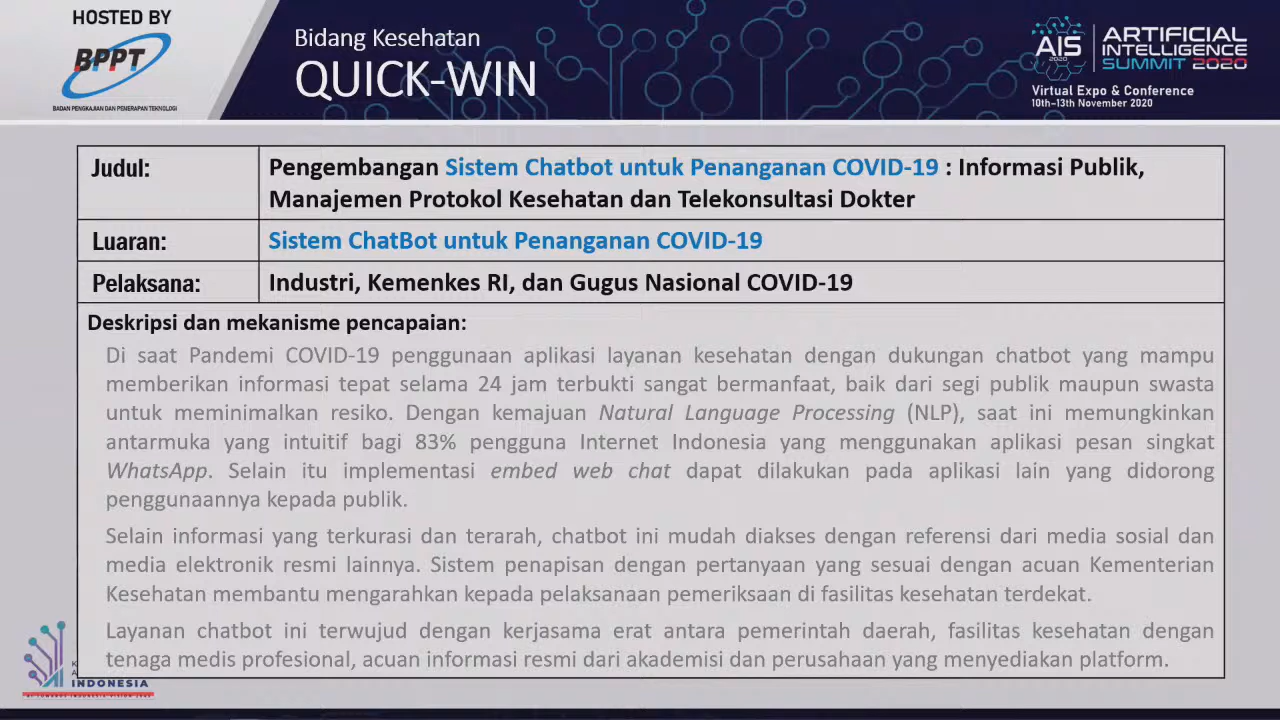 HOSTED BY
BPPT
BADAN PENGKAJIAN DAN PENERAPAN TEKNOLOGI
Bidang Kesehatan
QUICK-WIN
AIS
2020
ARTIFICIAL
INTELLIGENCE
SUMMIT 2020
Virtual Expo & Conference
10th-13th November 2020
Judul:
Pengembangan Sistem Chatbot untuk Penanganan COVID-19 : Informasi Publik,
Manajemen Protokol Kesehatan dan Telekonsultasi Dokter
Luaran:
Sistem ChatBot untuk Penanganan COVID-19
Pelaksana:
Industri, Kemenkes RI, dan Gugus Nasional COVID-19
Deskripsi dan mekanisme pencapaian:
Di saat Pandemi COVID-19 penggunaan aplikasi layanan kesehatan dengan dukungan chatbot yang mampu
memberikan informasi tepat selama 24 jam terbukti sangat bermanfaat, baik dari segi publik maupun swasta
untuk meminimalkan resiko. Dengan kemajuan Natural Language Processing (NLP), saat ini memungkinkan
antarmuka yang intuitif bagi 83% pengguna Internet Indonesia yang menggunakan aplikasi pesan singkat
WhatsApp. Selain itu implementasi embed web chat dapat dilakukan pada aplikasi lain yang didorong
penggunaannya kepada publik.
Selain informasi yang terkurasi dan terarah, chatbot ini mudah diakses dengan referensi dari media sosial dan
media elektronik resmi lainnya. Sistem penapisan dengan pertanyaan yang sesuai dengan acuan Kementerian
Kesehatan membantu mengarahkan kepada pelaksanaan pemeriksaan di fasilitas kesehatan terdekat.
Layanan chatbot ini terwujud dengan kerjasama erat antara pemerintah daerah, fasilitas kesehatan dengan
tenaga medis profesional, acuan informasi resmi dari akademisi dan perusahaan yang menyediakan platform.
INDONESIA